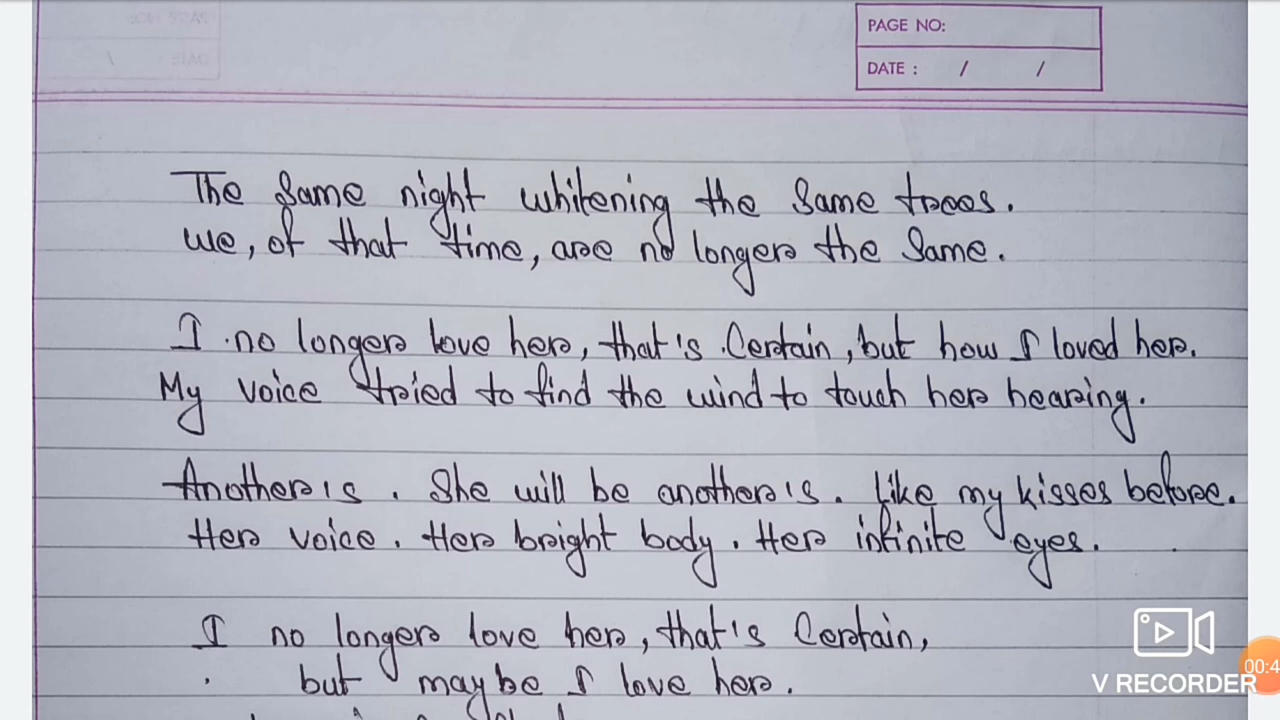 PAGE NO:
DATE : / /
The same night whitening the same trees.
We, of that time, are no longer the same.
I no longer love her, that's certain, but how I loved her.
My voice tried to find the wind to touch her hearing.
Another's. She will be another's. Like my kisses before.
Her voice. Her bright body. Her infinite eyes.
I no longer love her, that's certain,
but maybe I love her.
V RECORDER
00:4